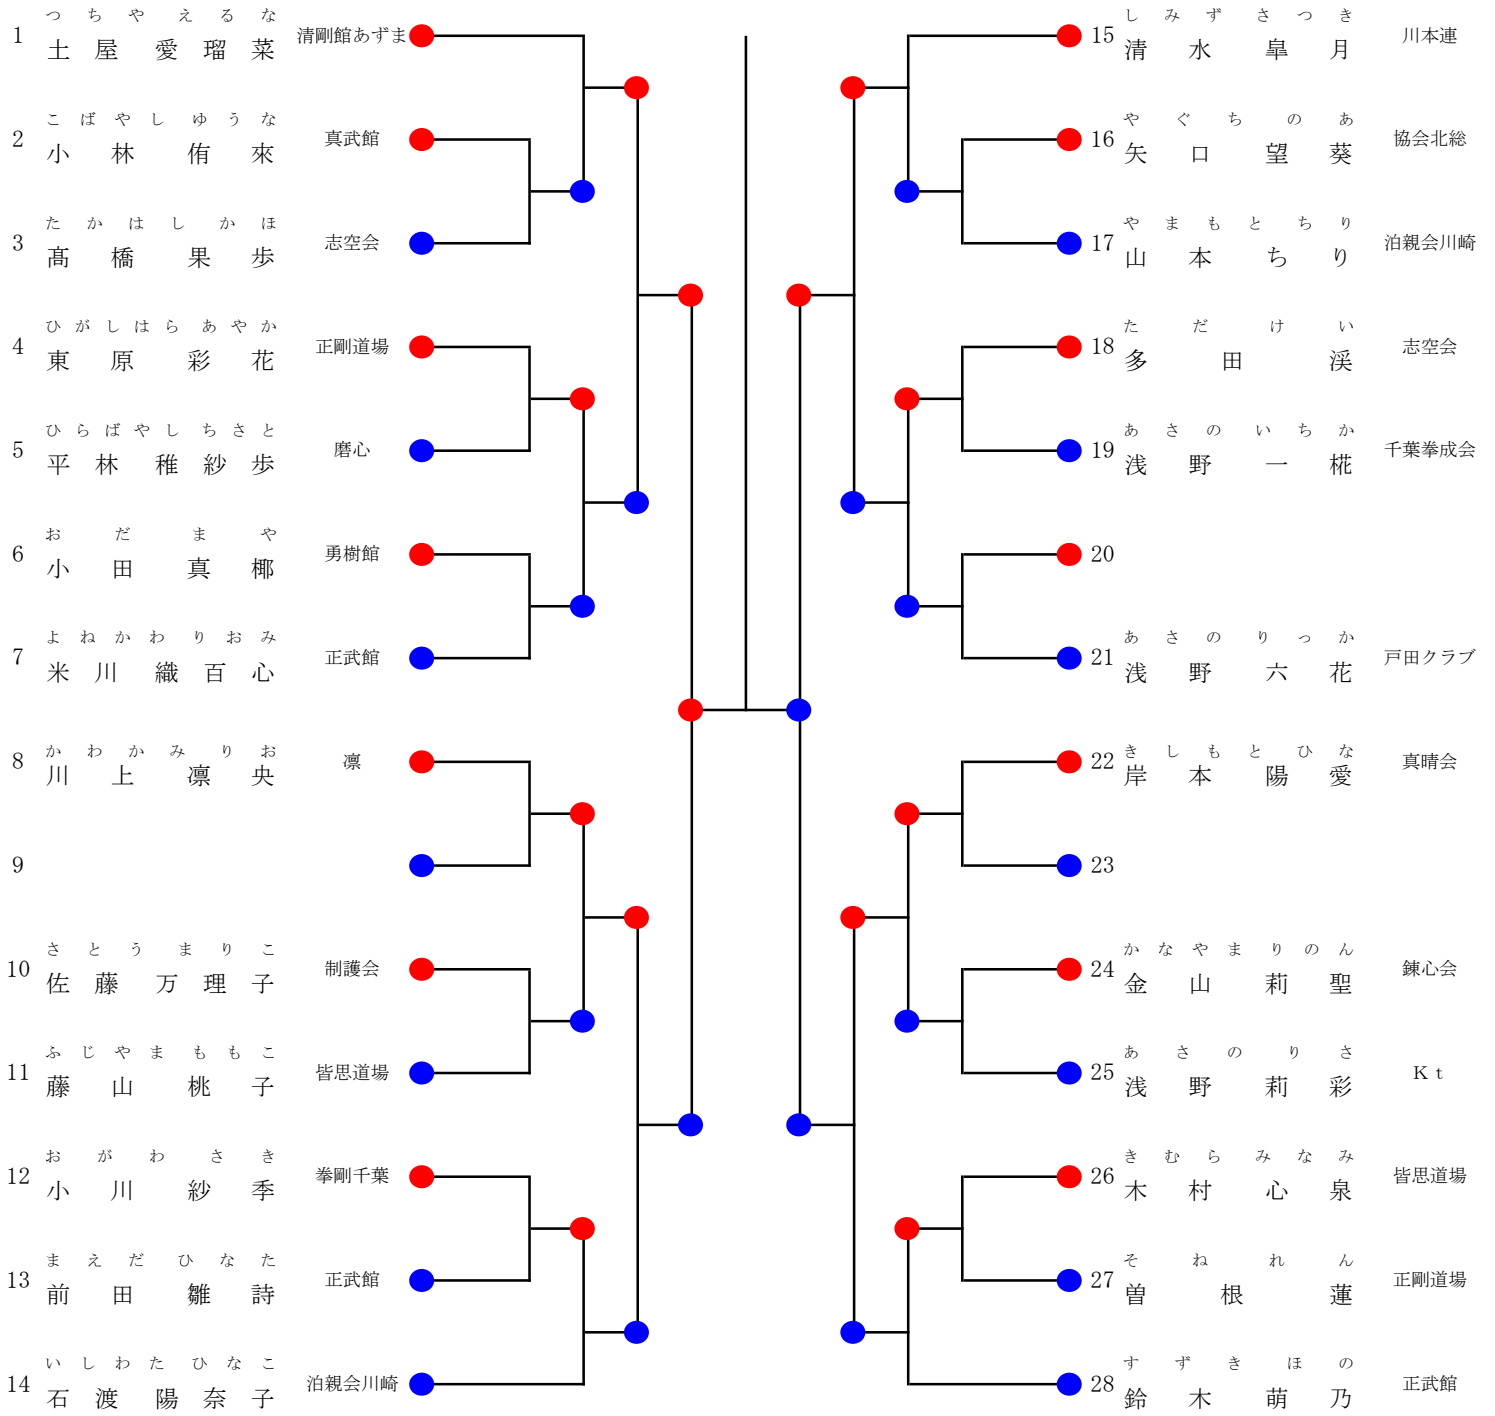 つちや えるな
1 土屋 愛瑠菜 清剛館あずま
こばやし ゆうな
2 小林 侑來 真武館
たかはし かほ
3 髙橋 果歩 志空会
ひがしはら あやか
4 東原 彩花 正剛道場
ひらばやし ちさと
5 平林 稚紗歩 磨心
おだ まや
6 小田 真椰 勇樹館
よねかわ りおみ
7 米川 織百心 正武館
かわかみ りお
8 川上 凛央 凛
9
さとう まりこ
10 佐藤 万理子 制護会
ふじやま ももこ
11 藤山 桃子 皆思道場
おがわ さき
12 小川 紗季 拳剛千葉
まえだ ひなた
13 前田 雛詩 正武館
いしわた ひなこ
14 石渡 陽奈子 泊親会川崎
しみず さつき
15 清水 皐月 川本連
やぐち のあ
16 矢口 望葵 協会北総
やまもと ちり
17 山本 ちり 泊親会川崎
ただ けい
18 多田 渓 志空会
あさの いちか
19 浅野 一椛 千葉拳成会
20
あさの りっか
21 浅野 六花 戸田クラブ
きしもと ひな
22 岸本 陽愛 真晴会
23
かなやま りのん
24 金山 莉聖 錬心会
あさの りさ
25 浅野 莉彩 Kt
きむら みなみ
26 木村 心泉 皆思道場
そね れん
27 曽根 蓮 正剛道場
すずき ほの
28 鈴木 萌乃 正武館